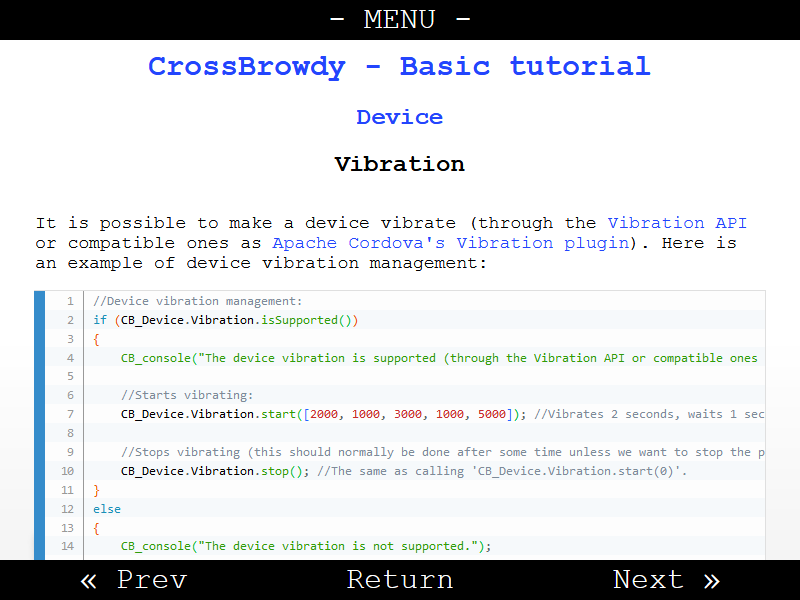 - MENU -
CrossBrowdy - Basic tutorial
Device
Vibration
It is possible to make a device vibrate (through the Vibration API
or compatible ones as Apache Cordova's Vibration plugin). Here is
an example of device vibration management:
1 //Device vibration management:
2 if (CB_Device.Vibration.isSupported())
3 {
4 CB_console("The device vibration is supported (through the Vibration API or compatible ones
5
6 //Starts vibrating:
7 CB_Device.Vibration.start([2000, 1000, 3000, 1000, 5000]); //Vibrates 2 seconds, waits 1 sec
8
9 //Stops vibrating (this should normally be done after some time unless we want to stop the p
10 CB_Device.Vibration.stop(); //The same as calling 'CB_Device.Vibration.start(0)'.
11 }
12 else
13 {
14 CB_console("The device vibration is not supported.");
« Prev Return Next »